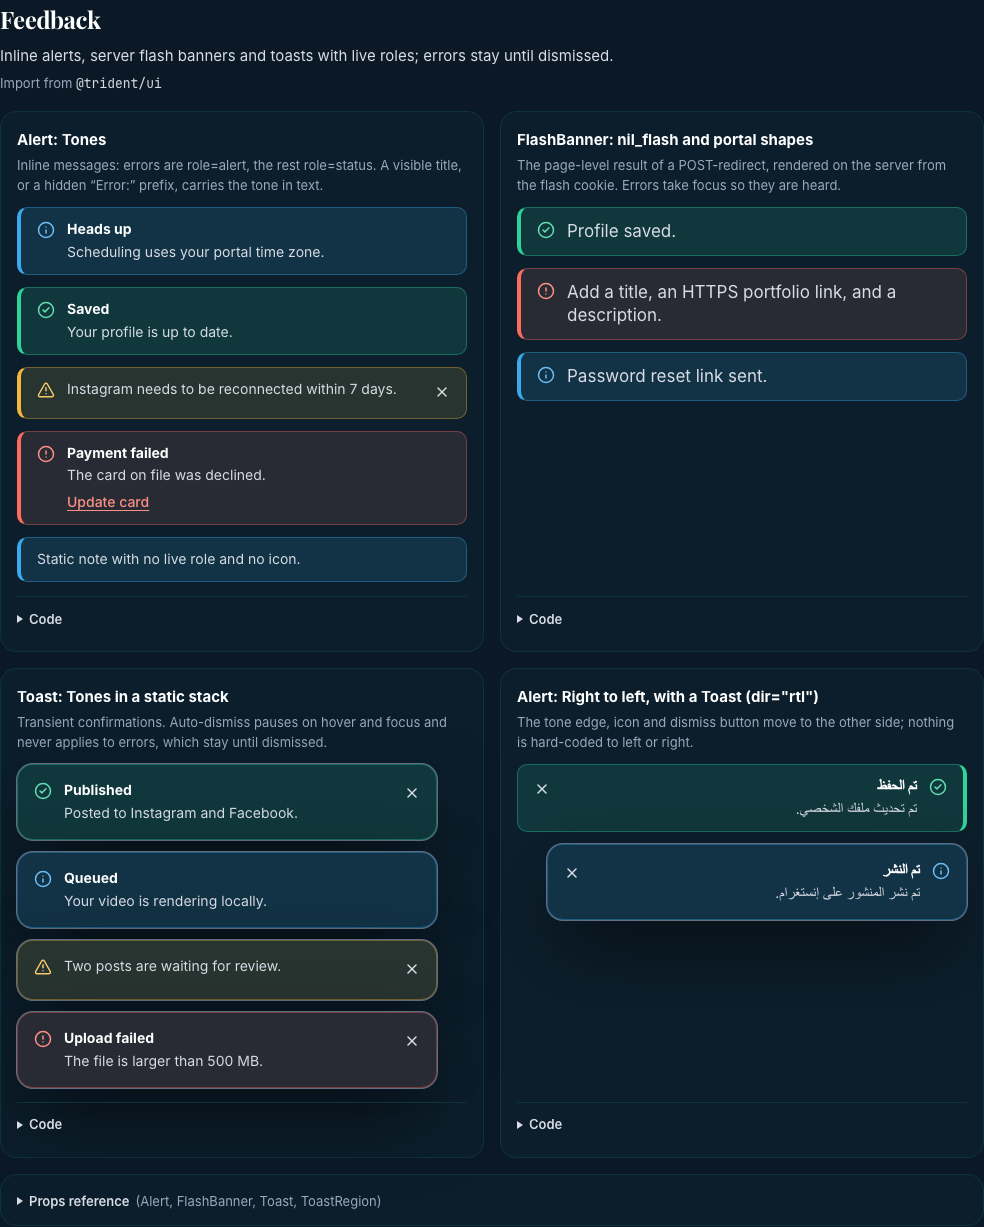 Feedback
Inline alerts, server flash banners and toasts with live roles; errors stay until dismissed.
Import from @trident/ui
Alert: Tones
Inline messages: errors are role=alert, the rest role=status. A visible title,
or a hidden “Error:” prefix, carries the tone in text.
Heads up
Scheduling uses your portal time zone.
Saved
Your profile is up to date.
Instagram needs to be reconnected within 7 days.
Payment failed
The card on file was declined.
Update card
Static note with no live role and no icon.
Code
FlashBanner: nil_flash and portal shapes
The page-level result of a POST-redirect, rendered on the server from
the flash cookie. Errors take focus so they are heard.
Profile saved.
Add a title, an HTTPS portfolio link, and a
description.
Password reset link sent.
Code
Toast: Tones in a static stack
Transient confirmations. Auto-dismiss pauses on hover and focus and
never applies to errors, which stay until dismissed.
Published
Posted to Instagram and Facebook.
Queued
Your video is rendering locally.
Two posts are waiting for review.
Upload failed
The file is larger than 500 MB.
Code
Alert: Right to left, with a Toast (dir="rtl")
The tone edge, icon and dismiss button move to the other side; nothing
is hard-coded to left or right.
تم الحفظ
تم تحديث ملفك الشخصي.
تم النشر
تم نشر المنشور على إنستغرام.
Code
Props reference (Alert, FlashBanner, Toast, ToastRegion)